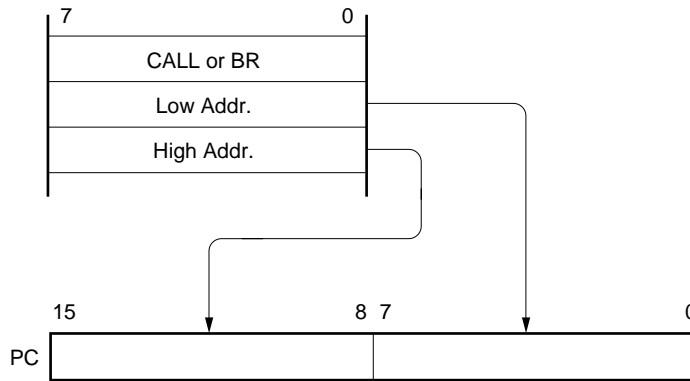 7 0
CALL or BR
Low Addr.
High Addr.
15 8 7 0
PC